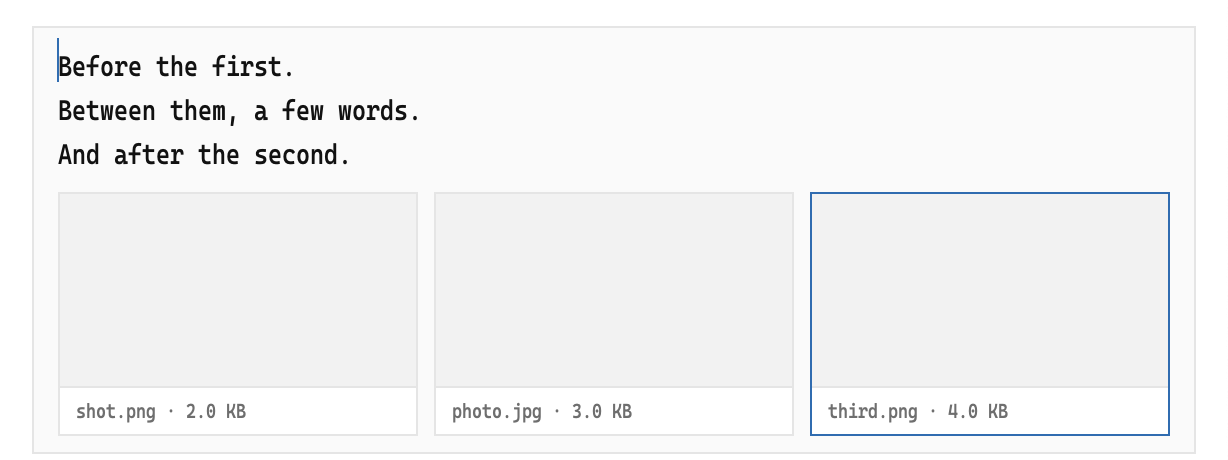 Before the first.
Between them, a few words.
And after the second.
shot.png · 2.0 KB
photo.jpg · 3.0 KB
third.png · 4.0 KB